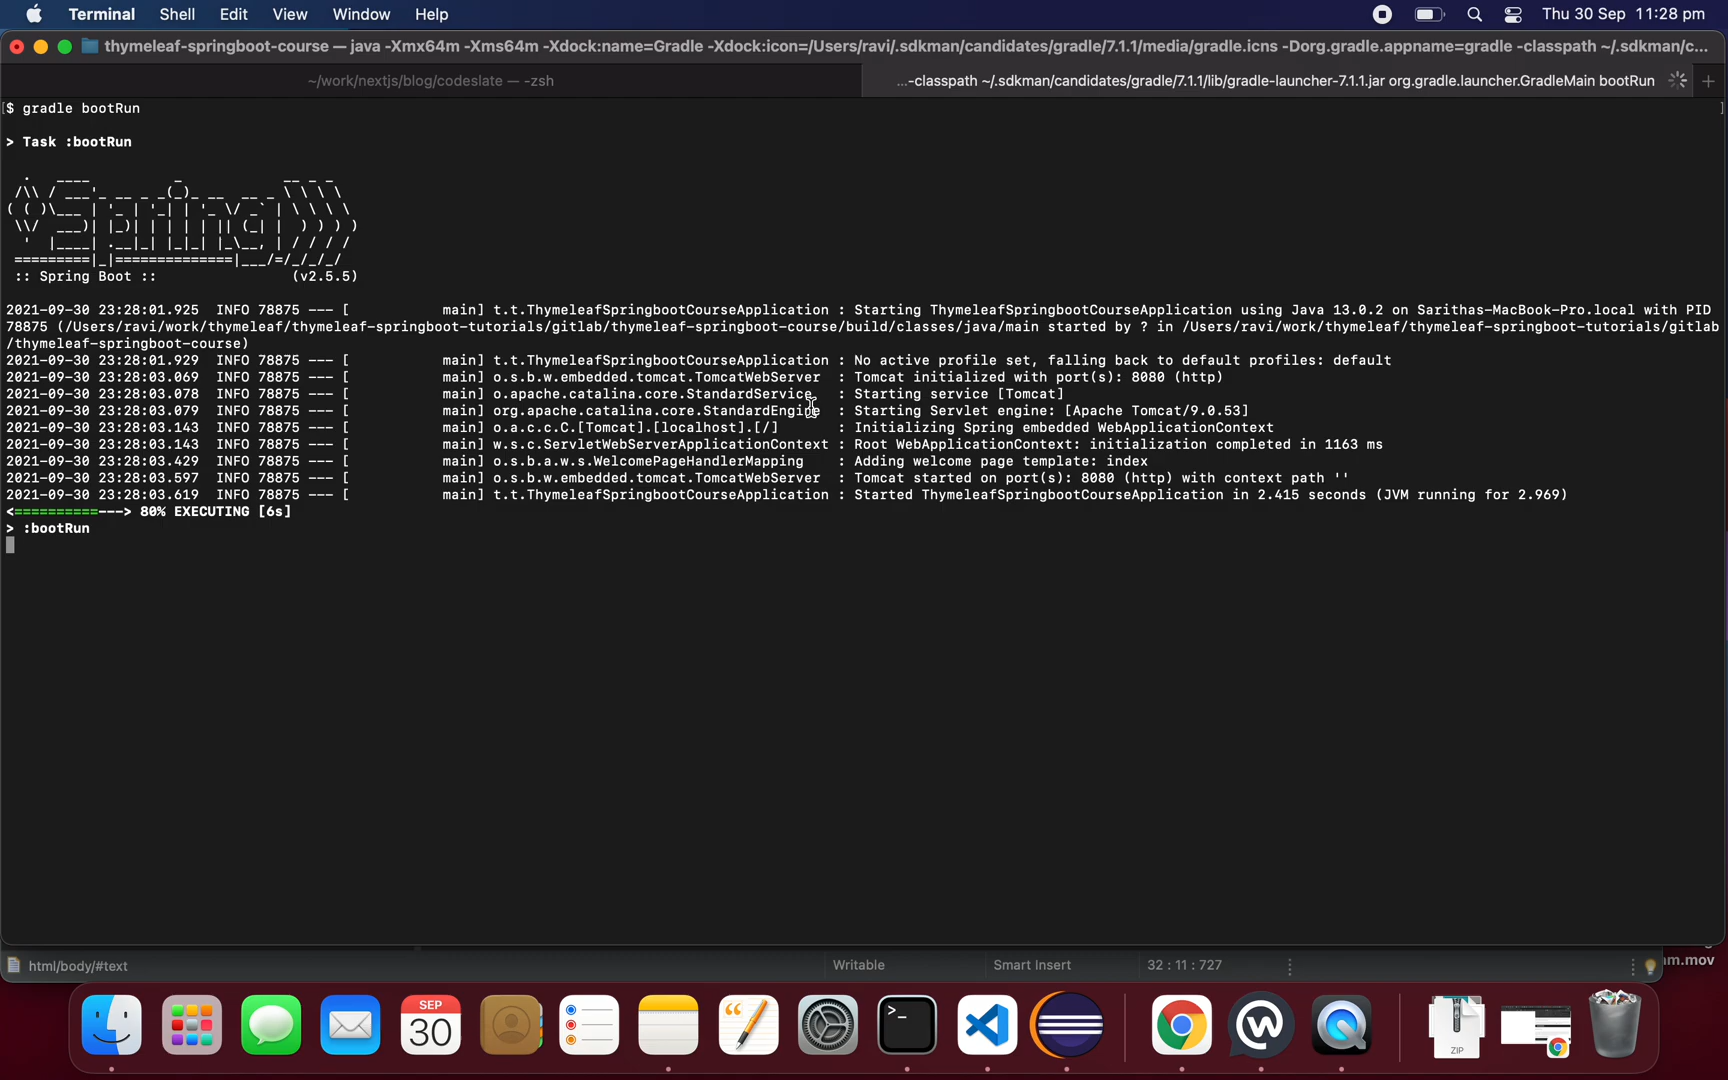 Terminal Shell Edit View Window Help Thu 30 Sep 11:28 pm
thymeleaf-springboot-course — java -Xmx64m -Xms64m -Xdock:name=Gradle -Xdock:icon=/Users/ravi/.sdkman/candidates/gradle/7.1.1/media/gradle.icns -Dorg.gradle.appname=gradle -classpath ~/.sdkman/c...
~/work/nextjs/blog/codeslate — -zsh ...-classpath ~/.sdkman/candidates/gradle/7.1.1/lib/gradle-launcher-7.1.1.jar org.gradle.launcher.GradleMain bootRun
[$ gradle bootRun ]
> Task :bootRun
  .   ____          _            __ _ _
 /\\ / ___'_ __ _ _(_)_ __  __ _ \ \ \ \
( ( )\___ | '_ | '_| | '_ \/ _` | \ \ \ \
 \\/  ___)| |_)| | | | | || (_| |  ) ) ) )
  '  |____| .__|_| |_|_| |_\__, | / / / /
 =========|_|==============|___/=/_/_/_/
 :: Spring Boot ::                (v2.5.5)
2021-09-30 23:28:01.925  INFO 78875 --- [           main] t.t.ThymeleafSpringbootCourseApplication : Starting ThymeleafSpringbootCourseApplication using Java 13.0.2 on Sarithas-MacBook-Pro.local with PID
78875 (/Users/ravi/work/thymeleaf/thymeleaf-springboot-tutorials/gitlab/thymeleaf-springboot-course/build/classes/java/main started by ? in /Users/ravi/work/thymeleaf/thymeleaf-springboot-tutorials/gitlab
/thymeleaf-springboot-course)
2021-09-30 23:28:01.929  INFO 78875 --- [           main] t.t.ThymeleafSpringbootCourseApplication : No active profile set, falling back to default profiles: default
2021-09-30 23:28:03.069  INFO 78875 --- [           main] o.s.b.w.embedded.tomcat.TomcatWebServer  : Tomcat initialized with port(s): 8080 (http)
2021-09-30 23:28:03.078  INFO 78875 --- [           main] o.apache.catalina.core.StandardService   : Starting service [Tomcat]
2021-09-30 23:28:03.079  INFO 78875 --- [           main] org.apache.catalina.core.StandardEngine  : Starting Servlet engine: [Apache Tomcat/9.0.53]
2021-09-30 23:28:03.143  INFO 78875 --- [           main] o.a.c.c.C.[Tomcat].[localhost].[/]       : Initializing Spring embedded WebApplicationContext
2021-09-30 23:28:03.143  INFO 78875 --- [           main] w.s.c.ServletWebServerApplicationContext : Root WebApplicationContext: initialization completed in 1163 ms
2021-09-30 23:28:03.429  INFO 78875 --- [           main] o.s.b.a.w.s.WelcomePageHandlerMapping    : Adding welcome page template: index
2021-09-30 23:28:03.597  INFO 78875 --- [           main] o.s.b.w.embedded.tomcat.TomcatWebServer  : Tomcat started on port(s): 8080 (http) with context path ''
2021-09-30 23:28:03.619  INFO 78875 --- [           main] t.t.ThymeleafSpringbootCourseApplication : Started ThymeleafSpringbootCourseApplication in 2.415 seconds (JVM running for 2.969)
<==========---> 80% EXECUTING [6s]
> :bootRun
html/body/#text Writable Smart Insert 32 : 11 : 727
m.mov
SEP
30
>_
ZIP